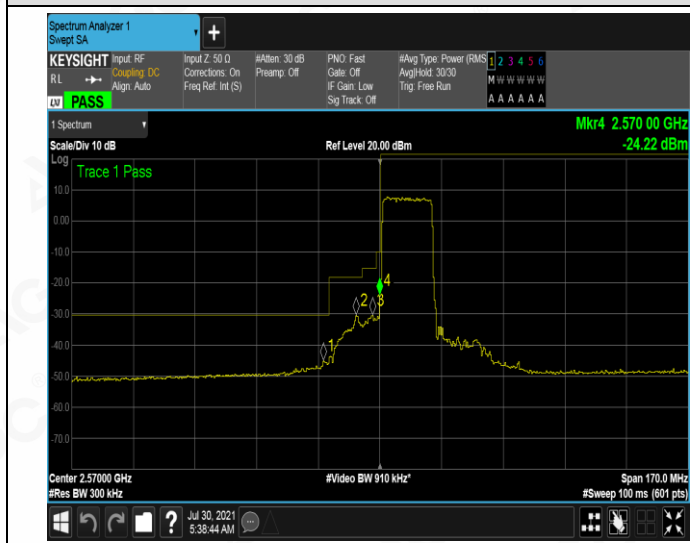 Spectrum Analyzer 1
Swept SA
+
KEYSIGHT Input: RF Input Z: 50 Ω #Atten: 30 dB PNO: Fast #Avg Type: Power (RMS 1 2 3 4 5 6
RL Coupling: DC Corrections: On Preamp: Off Gate: Off Avg|Hold: 30/30 M W W W W W
Align: Auto Freq Ref: Int (S) IF Gain: Low Trig: Free Run
LXI PASS Sig Track: Off A A A A A A
1 Spectrum Mkr4 2.570 00 GHz
Scale/Div 10 dB Ref Level 20.00 dBm -24.22 dBm
Log
Trace 1 Pass
10.0
0.00
-10.0
-20.0
4
-30.0
2 3
-40.0
1
-50.0
-60.0
-70.0
Center 2.57000 GHz #Video BW 910 kHz* Span 170.0 MHz
#Res BW 300 kHz #Sweep 100 ms (601 pts)
? Jul 30, 2021
5:38:44 AM